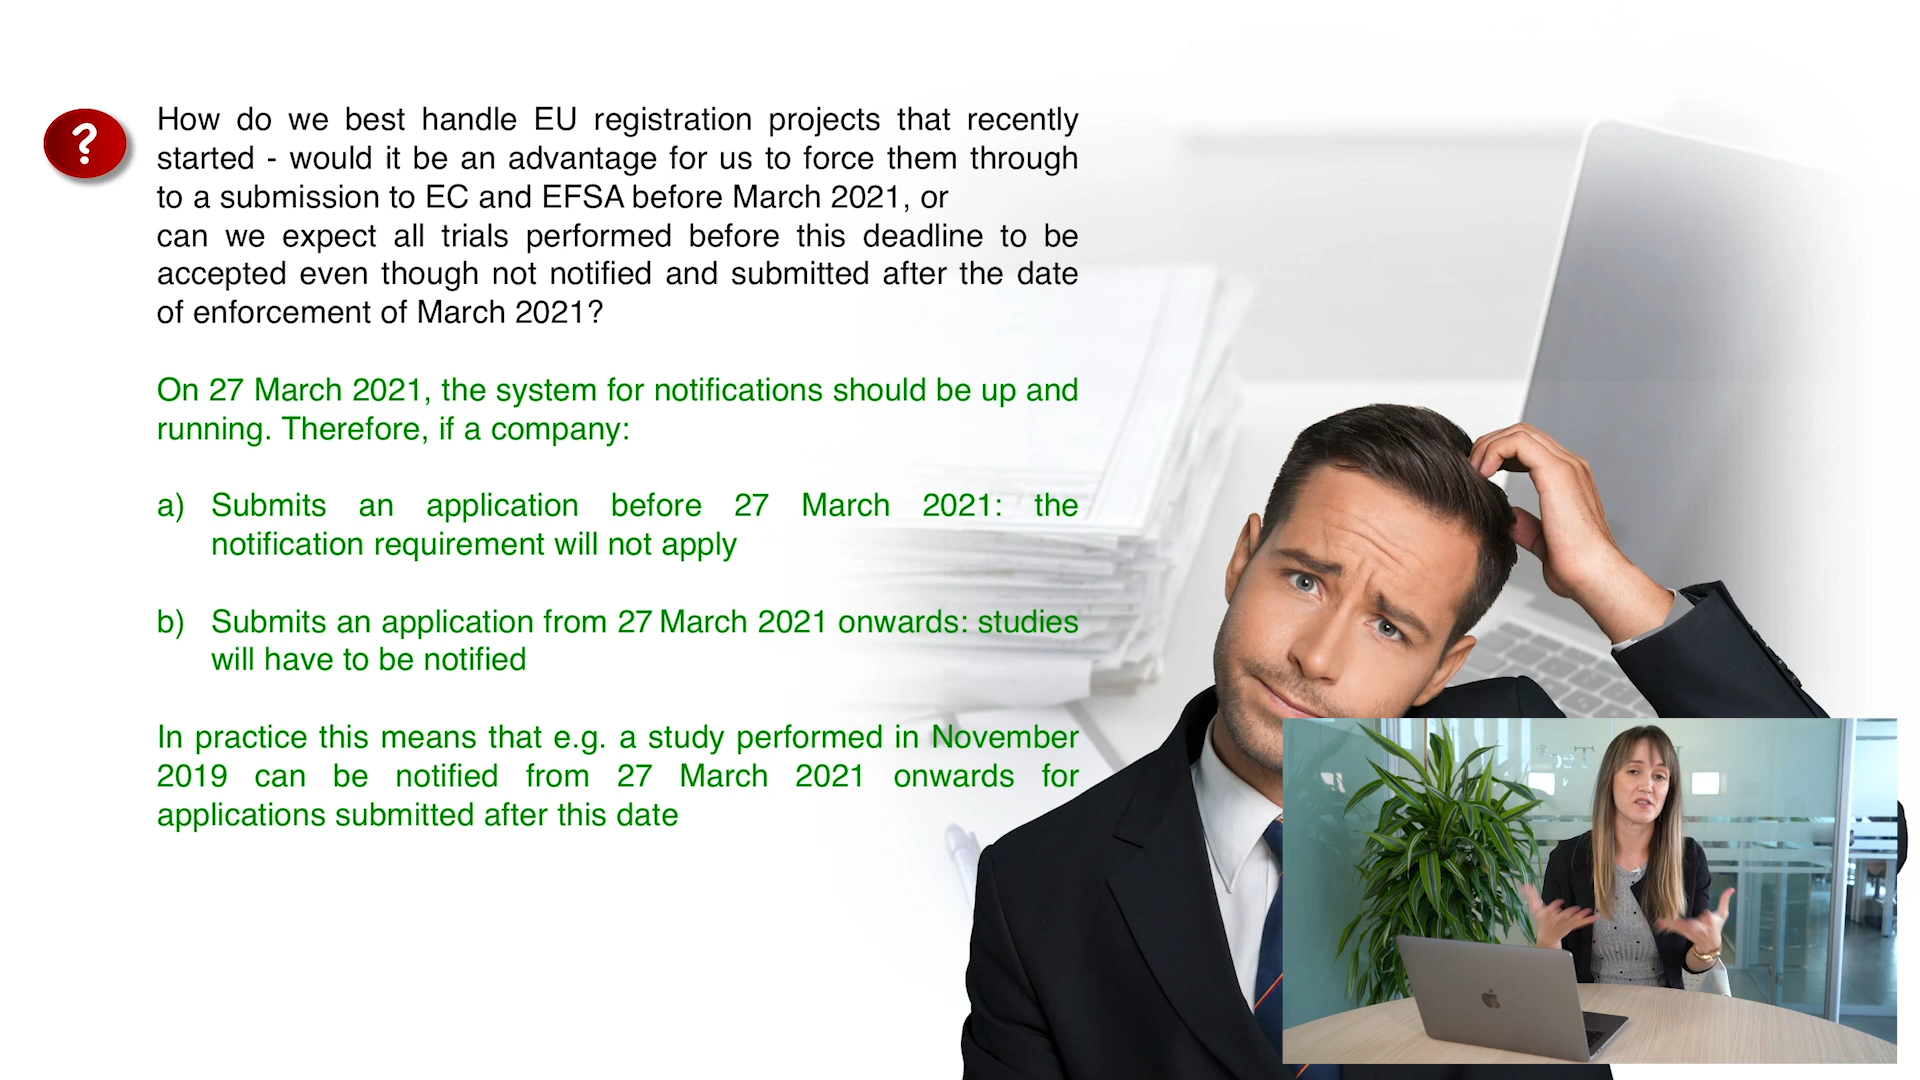 ?
How do we best handle EU registration projects that recently
started - would it be an advantage for us to force them through
to a submission to EC and EFSA before March 2021, or
can we expect all trials performed before this deadline to be
accepted even though not notified and submitted after the date
of enforcement of March 2021?
On 27 March 2021, the system for notifications should be up and
running. Therefore, if a company:
a) Submits an application before 27 March 2021: the
notification requirement will not apply
b) Submits an application from 27 March 2021 onwards: studies
will have to be notified
In practice this means that e.g. a study performed in November
2019 can be notified from 27 March 2021 onwards for
applications submitted after this date